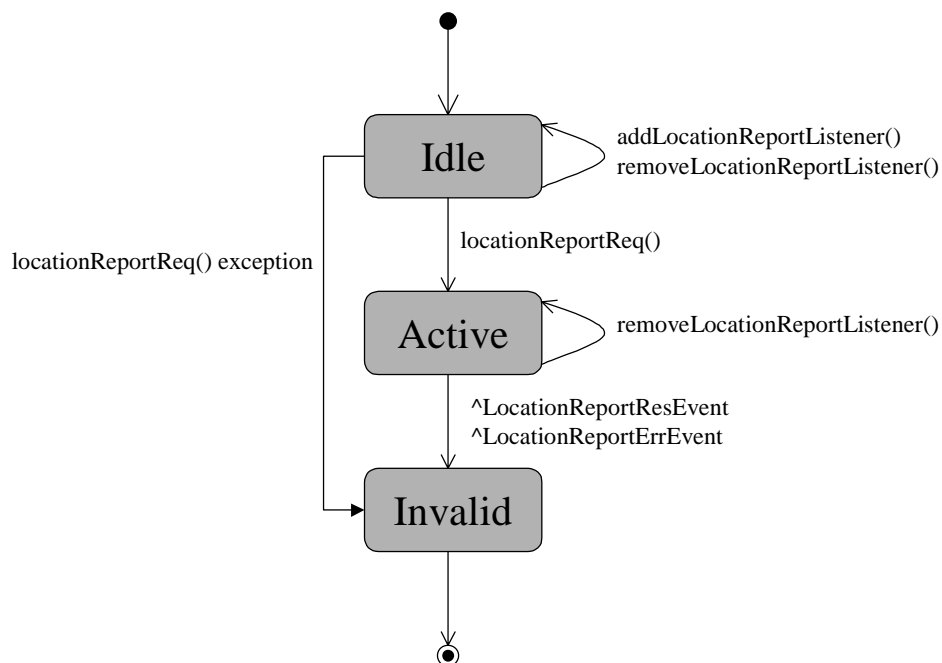 Idle
addLocationReportListener()
removeLocationReportListener()
locationReportReq()
locationReportReq() exception
Active
removeLocationReportListener()
^LocationReportResEvent
^LocationReportErrEvent
Invalid